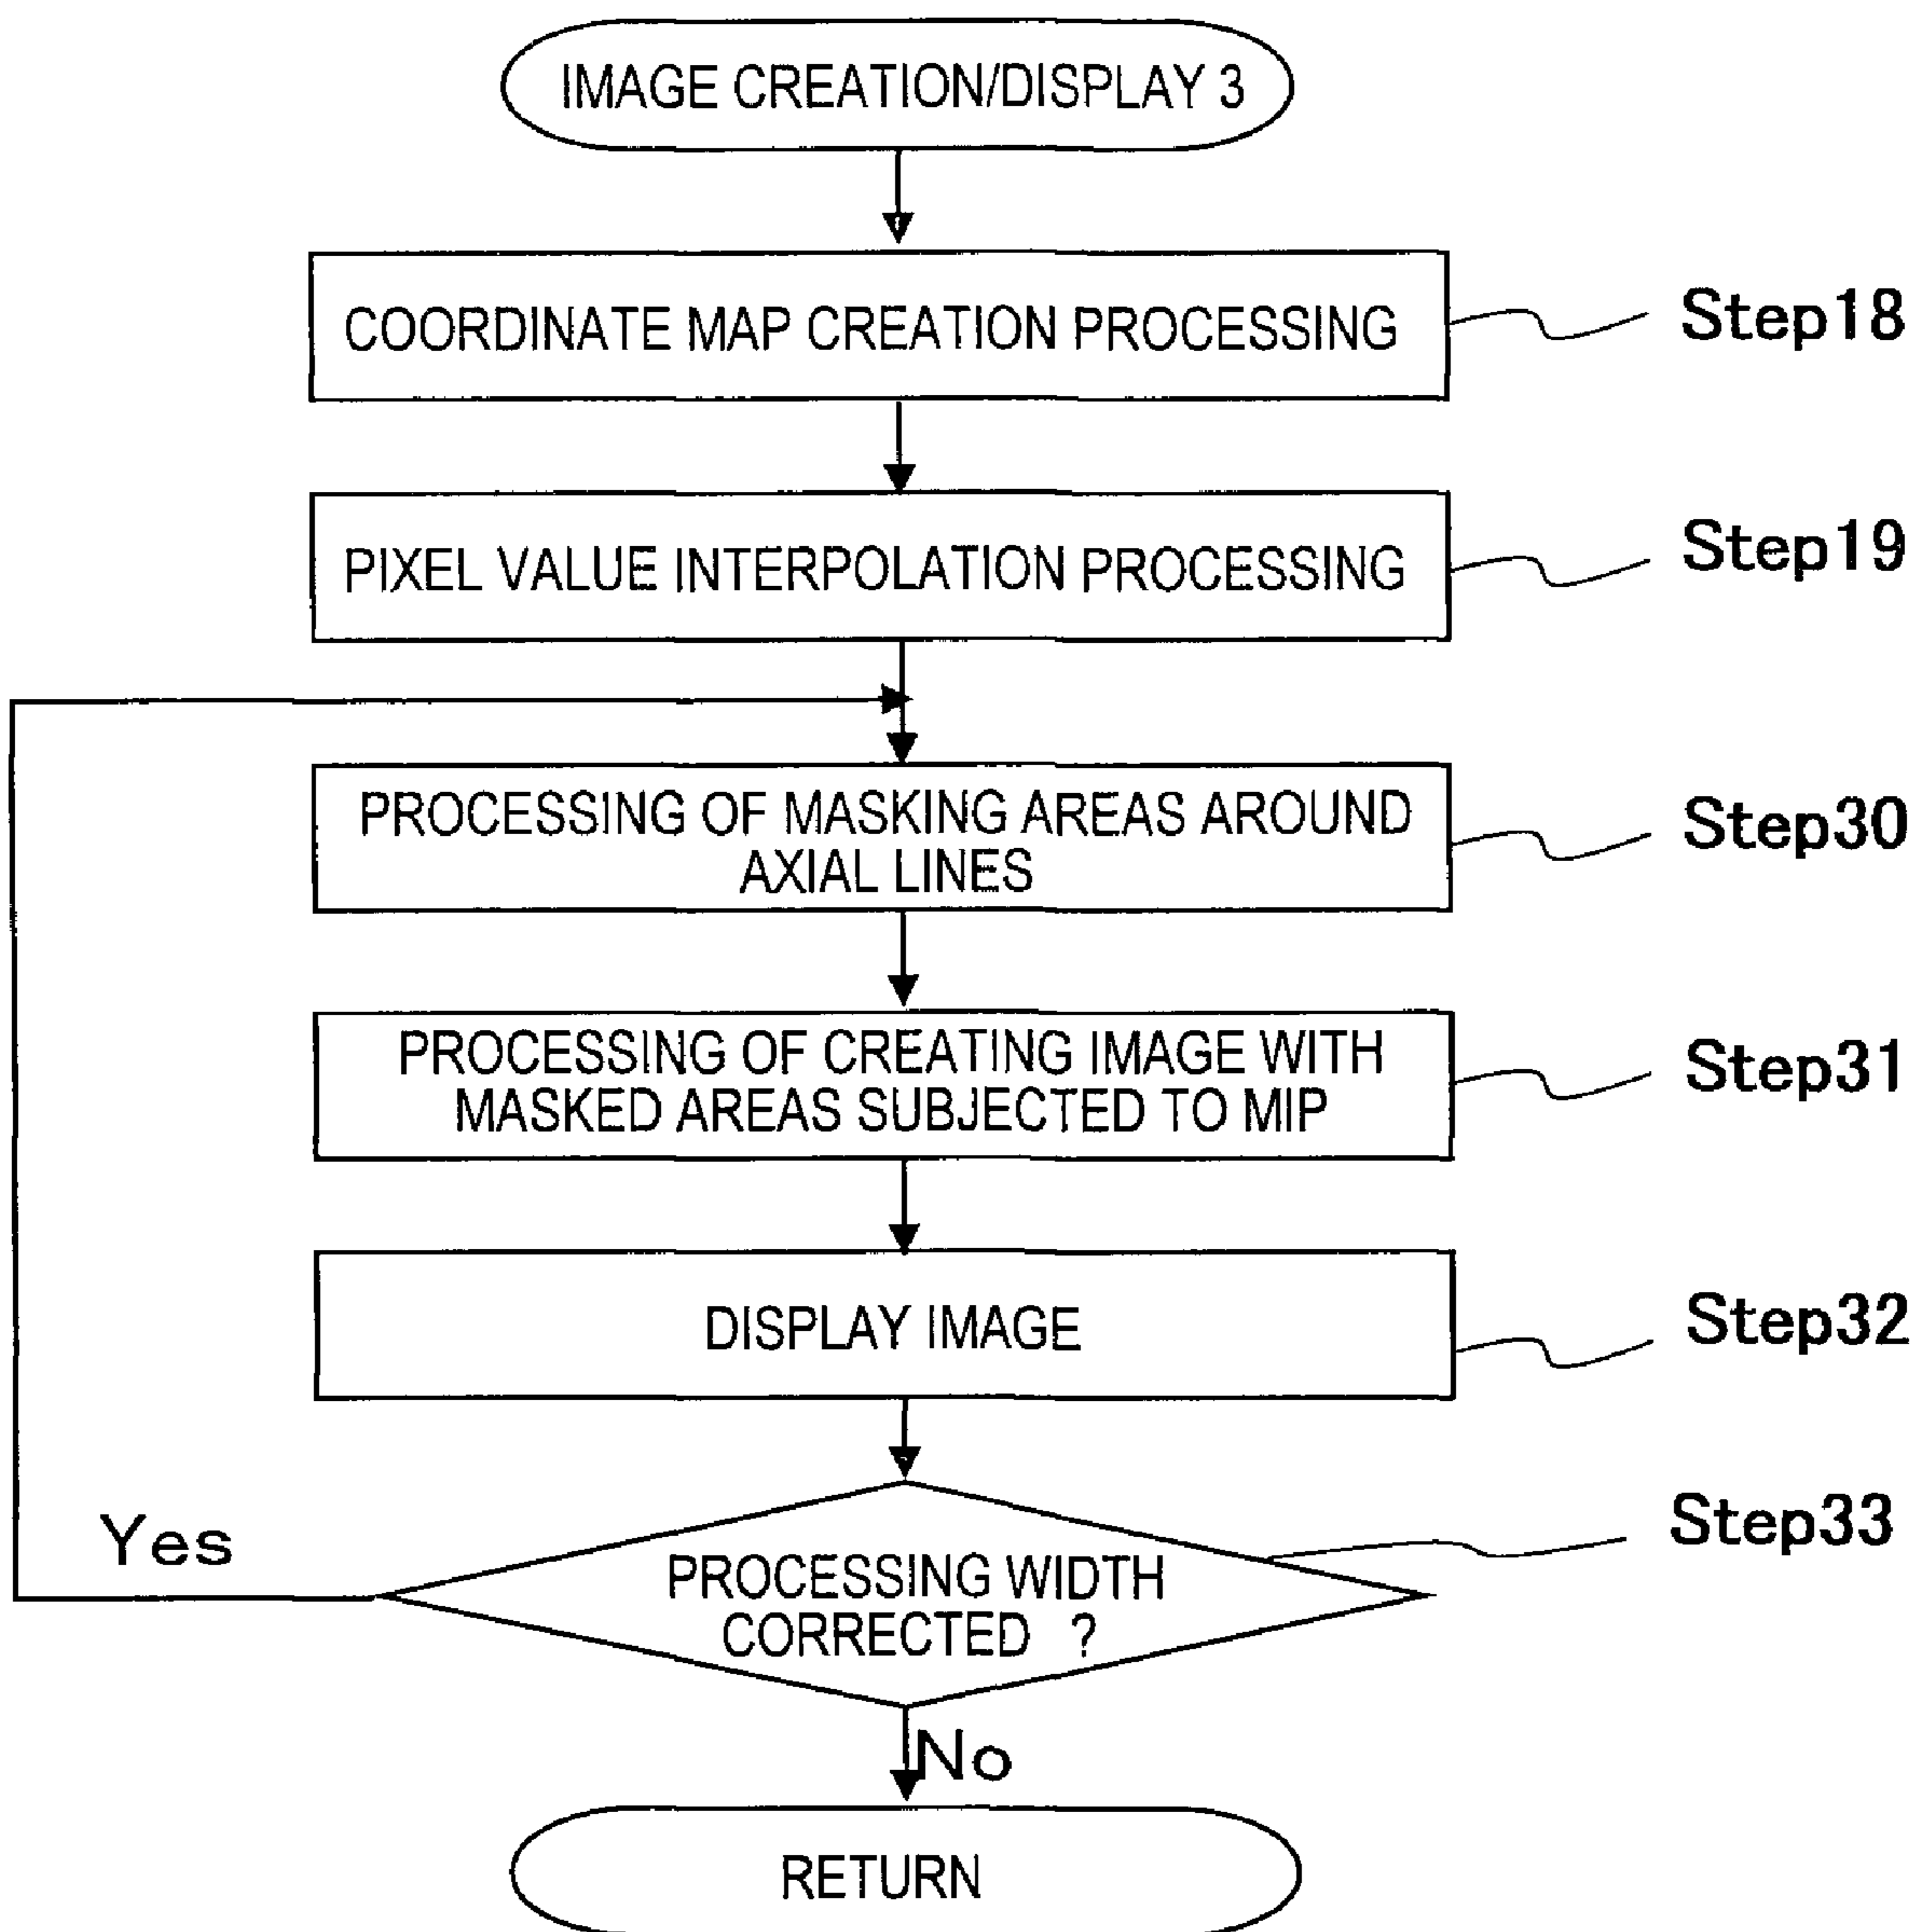 IMAGE CREATION/DISPLAY 3
COORDINATE MAP CREATION PROCESSING
Step18
PIXEL VALUE INTERPOLATION PROCESSING
Step19
PROCESSING OF MASKING AREAS AROUND
AXIAL LINES
Step30
PROCESSING OF CREATING IMAGE WITH
MASKED AREAS SUBJECTED TO MIP
Step31
DISPLAY IMAGE
Step32
Yes
PROCESSING WIDTH
CORRECTED ?
Step33
No
RETURN